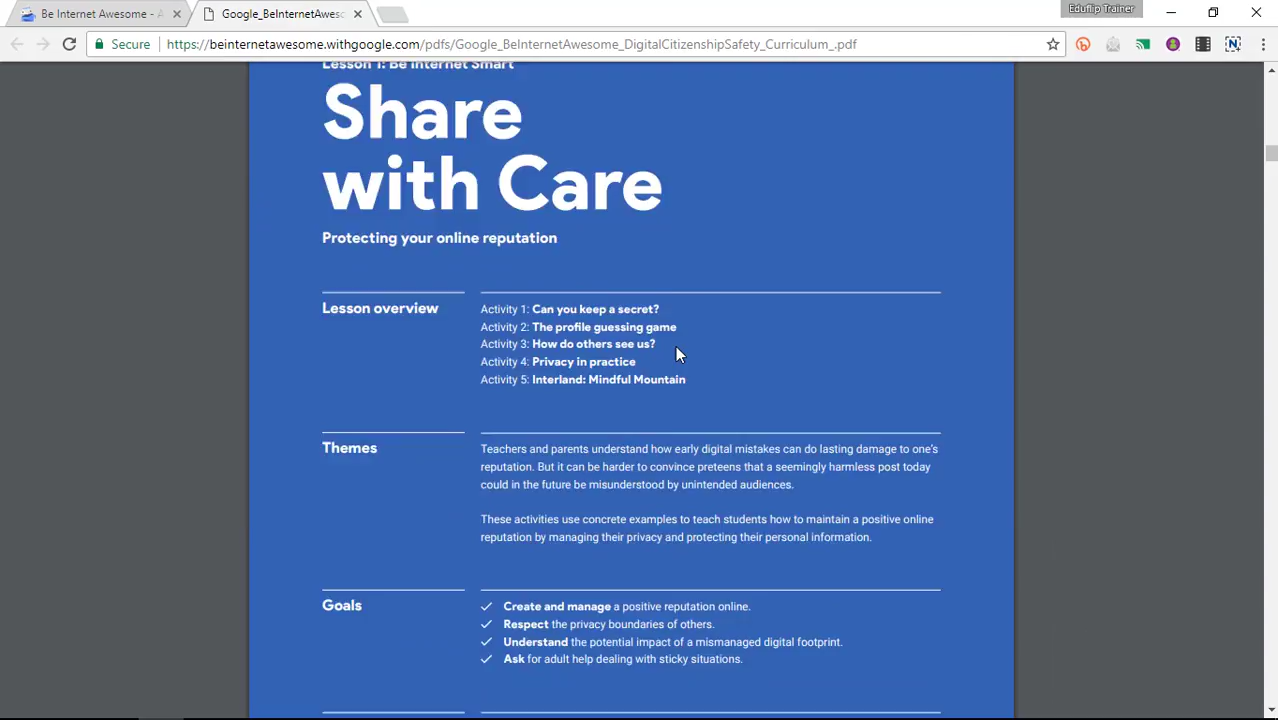 Be Internet Awesome - A
Google_BeInternetAweso
Eduflip Trainer
Secure
https://beinternetawesome.withgoogle.com/pdfs/Google_BeInternetAwesome_DigitalCitizenshipSafety_Curriculum_.pdf
Lesson 1: Be Internet Smart
Share
with Care
Protecting your online reputation
Lesson overview
Activity 1: Can you keep a secret?
Activity 2: The profile guessing game
Activity 3: How do others see us?
Activity 4: Privacy in practice
Activity 5: Interland: Mindful Mountain
Themes
Teachers and parents understand how early digital mistakes can do lasting damage to one's
reputation. But it can be harder to convince preteens that a seemingly harmless post today
could in the future be misunderstood by unintended audiences.
These activities use concrete examples to teach students how to maintain a positive online
reputation by managing their privacy and protecting their personal information.
Goals
Create and manage a positive reputation online.
Respect the privacy boundaries of others.
Understand the potential impact of a mismanaged digital footprint.
Ask for adult help dealing with sticky situations.